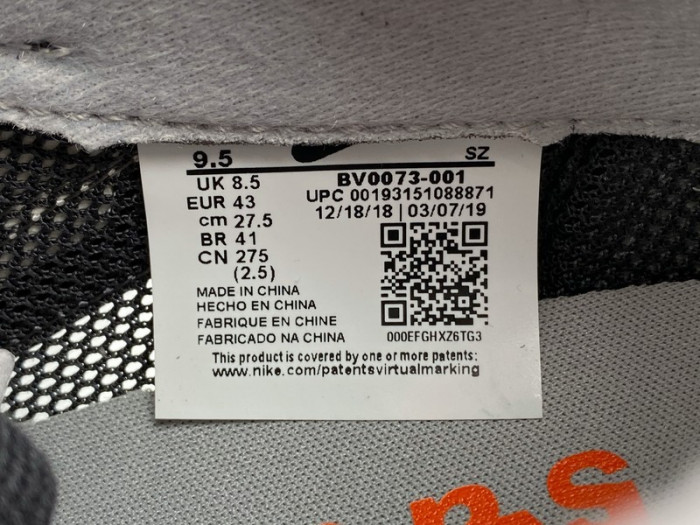 9.5 SZ
UK 8.5
EUR 43
cm 27.5
BR 41
CN 275
(2.5)
BV0073-001
UPC 00193151088871
12/18/18 | 03/07/19
000EFGHXZ6TG3
MADE IN CHINA
HECHO EN CHINA
FABRIQUE EN CHINE
FABRICADO NA CHINA
This product is covered by one or more patents:
www.nike.com/patentsvirtualmarking